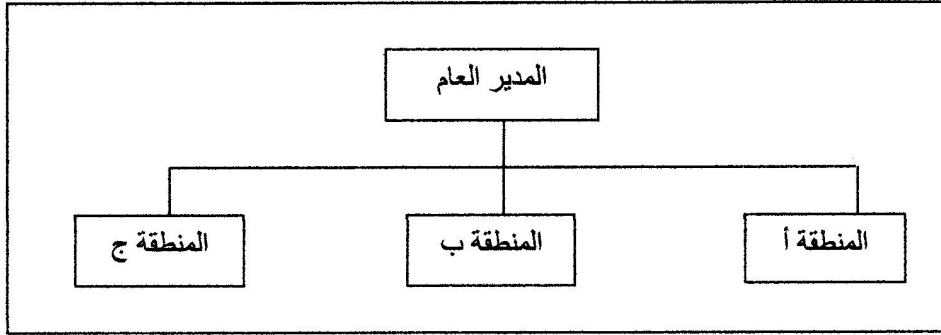 المدير العام
المنطقة أ
المنطقة ب
المنطقة ج